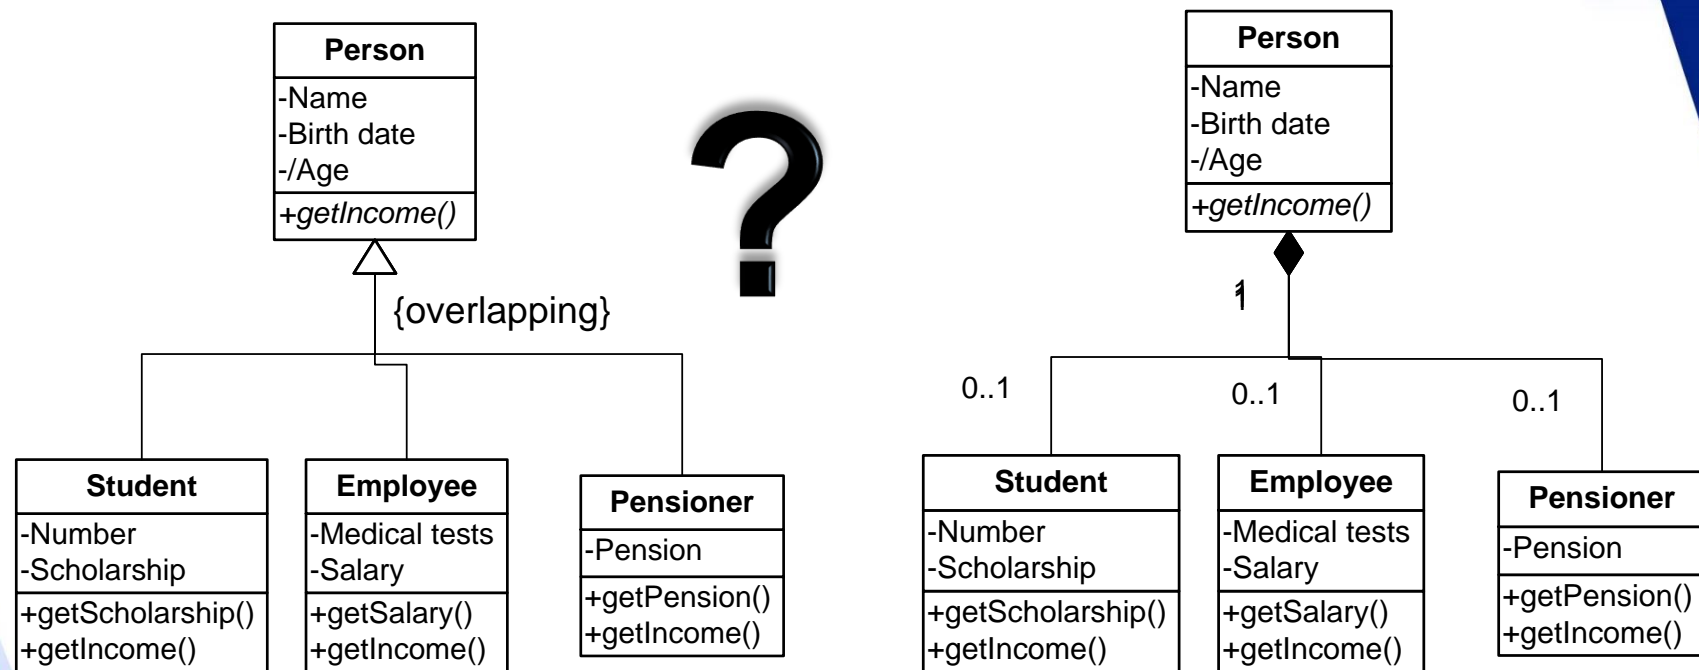 Person
-Name
-Birth date
-/Age
+getIncome()
{overlapping}
Student
-Number
-Scholarship
+getScholarship()
+getIncome()
Employee
-Medical tests
-Salary
+getSalary()
+getIncome()
Pensioner
-Pension
+getPension()
+getIncome()
?
Person
-Name
-Birth date
-/Age
+getIncome()
1
0..1
0..1
0..1
Student
-Number
-Scholarship
+getScholarship()
+getIncome()
Employee
-Medical tests
-Salary
+getSalary()
+getIncome()
Pensioner
-Pension
+getPension()
+getIncome()